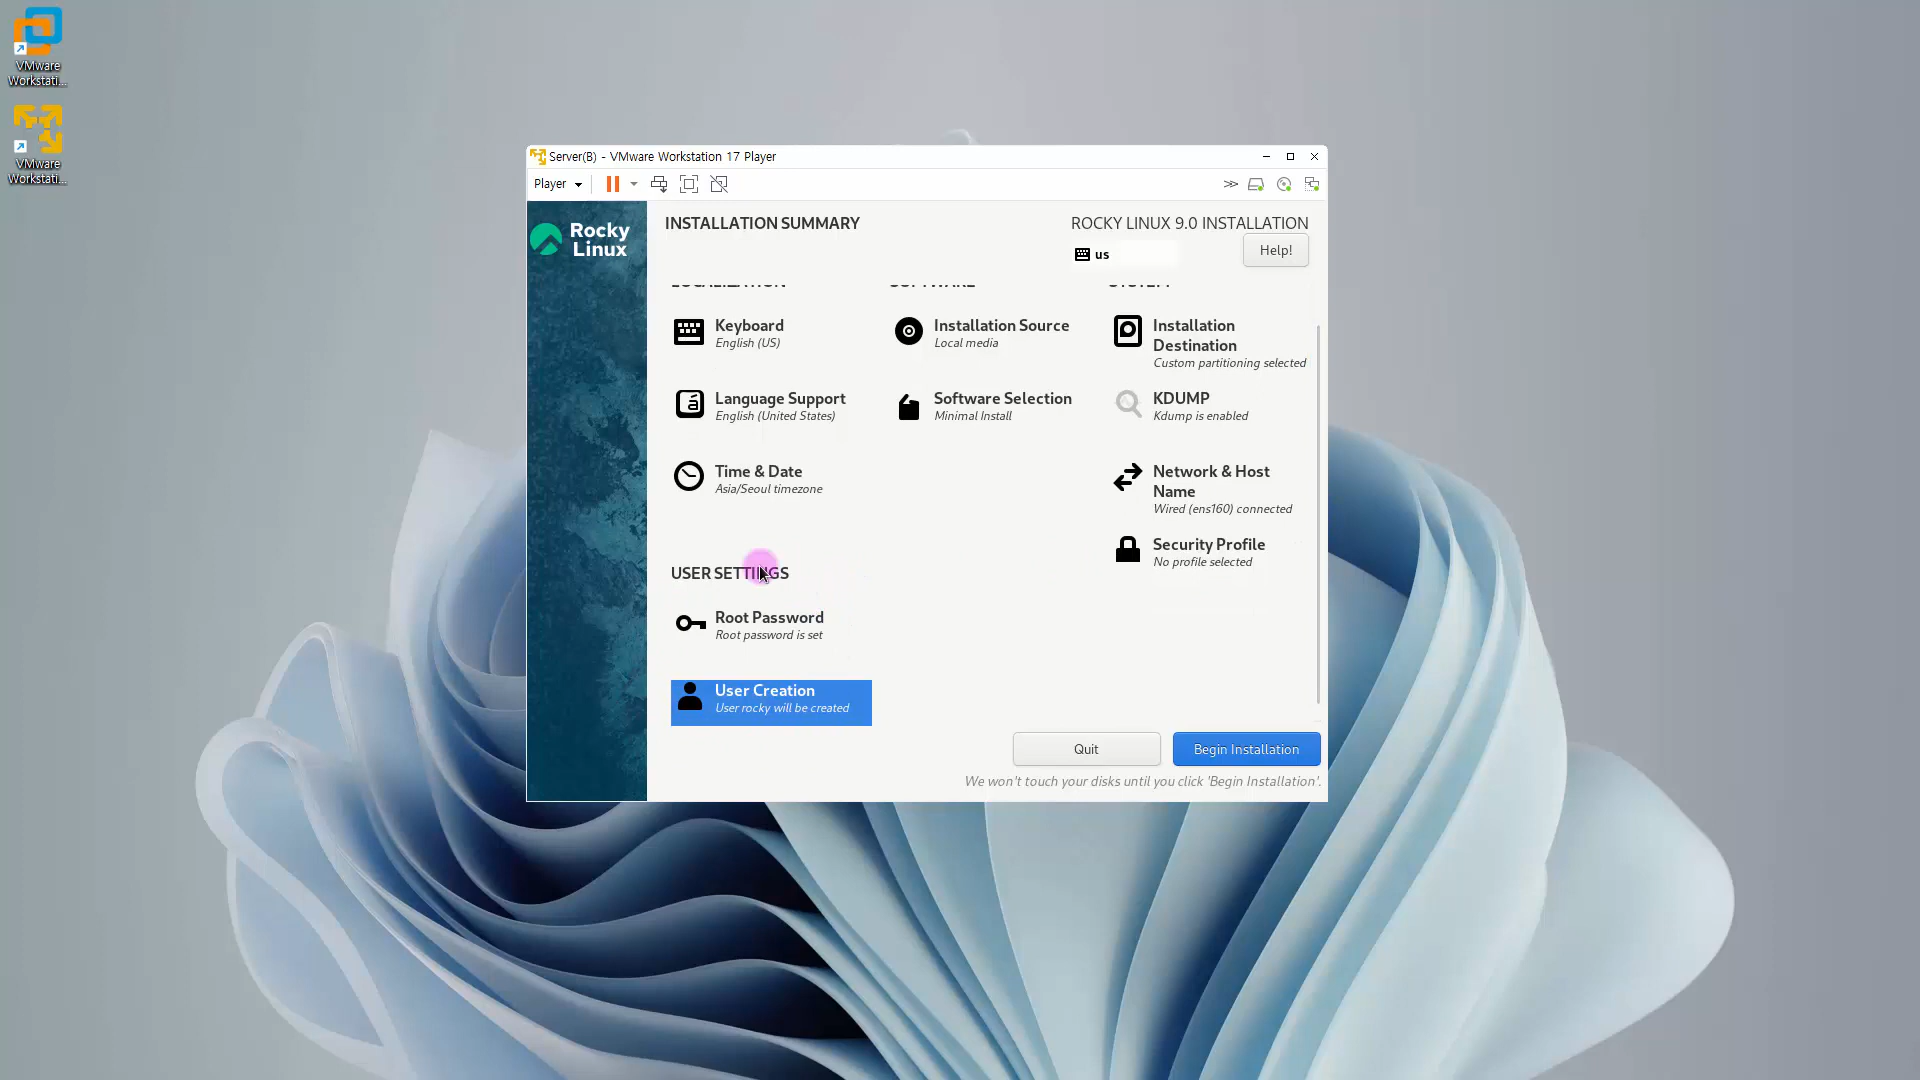 VMware
Workstati...
VMware
Workstati...
Server(B) - VMware Workstation 17 Player
Player
Rocky
Linux
INSTALLATION SUMMARY
ROCKY LINUX 9.0 INSTALLATION
us
Help!
LOCALIZATION
SOFTWARE
SYSTEM
Keyboard
English (US)
Installation Source
Local media
Installation
Destination
Custom partitioning selected
Language Support
English (United States)
Software Selection
Minimal Install
KDUMP
Kdump is enabled
Time & Date
Asia/Seoul timezone
Network & Host
Name
Wired (ens160) connected
Security Profile
No profile selected
USER SETTINGS
Root Password
Root password is set
User Creation
User rocky will be created
Quit
Begin Installation
We won't touch your disks until you click 'Begin Installation'.